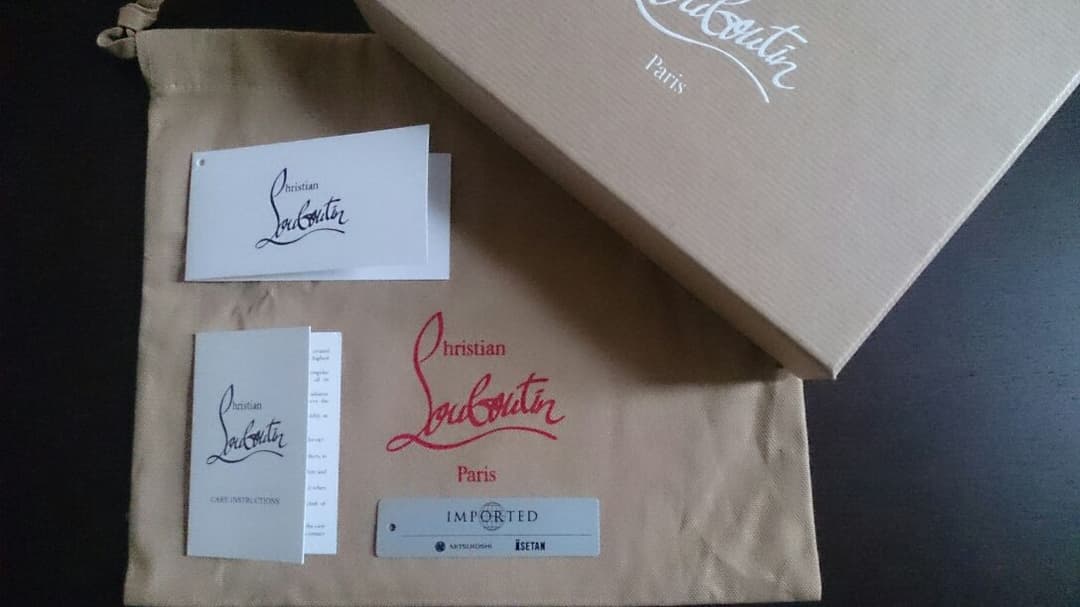 Louboutin
Paris
Christian
Louboutin
Christian
Louboutin
Paris
Christian
Louboutin
CARE INSTRUCTIONS
IMPORTED
MITSUKOSHI ISETAN